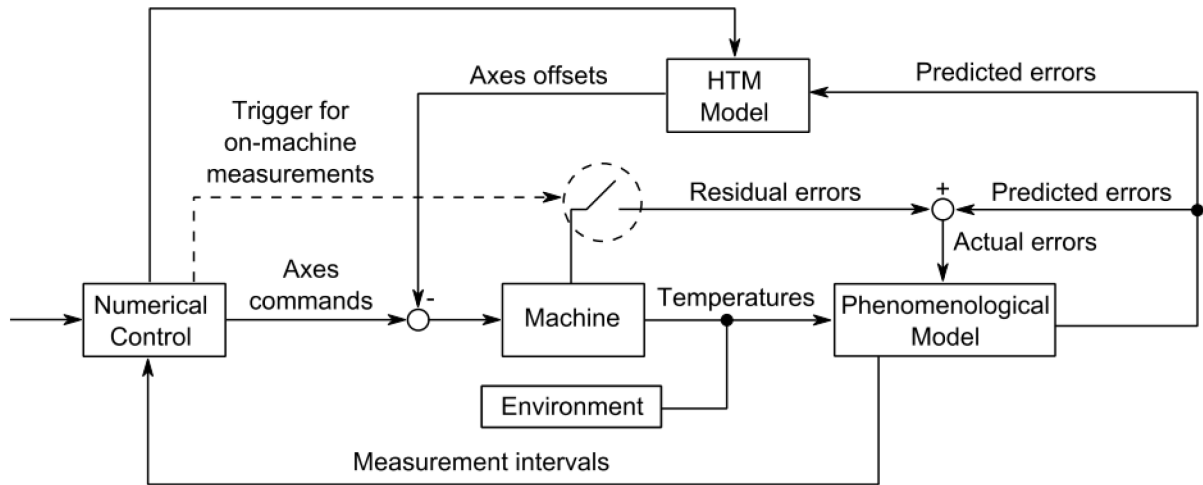 Axes offsets
HTM
Model
Predicted errors
Trigger for
on-machine
measurements
Residual errors
+
Predicted errors
Actual errors
Numerical
Control
Axes
commands
-
Machine
Temperatures
Phenomenological
Model
Environment
Measurement intervals